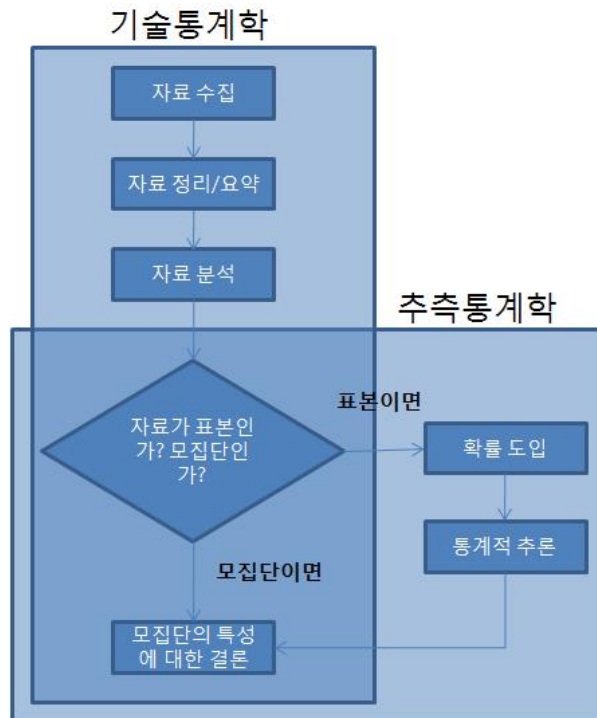 기술통계학
자료 수집
자료 정리/요약
자료 분석
추측통계학
자료가 표본인
가? 모집단인
가?
표본이면
확률 도입
통계적 추론
모집단이면
모집단의 특성
에 대한 결론